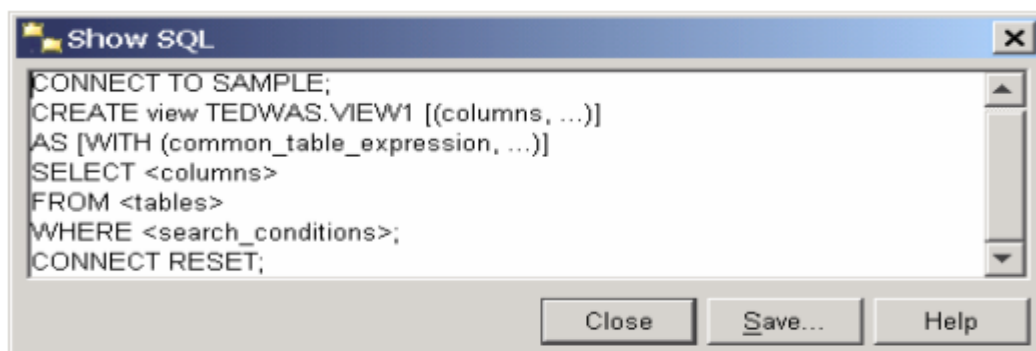 Show SQL
CONNECT TO SAMPLE;
CREATE view TEDWAS.VIEW1 [(columns, ...)]
AS [WITH (common_table_expression, ...)]
SELECT <columns>
FROM <tables>
WHERE <search_conditions>;
CONNECT RESET;
Close Save... Help